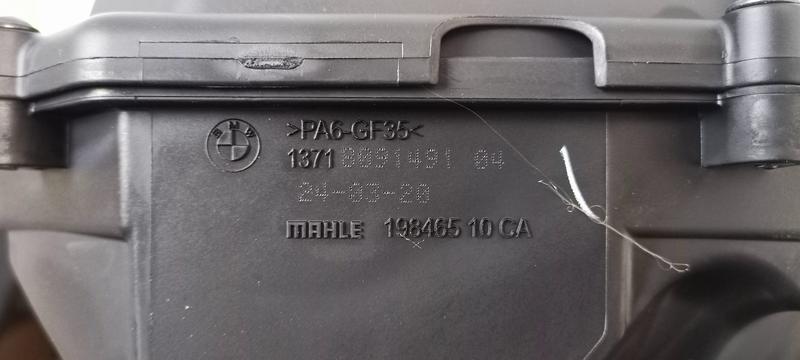 BMW
>PA6-GF35<
1371 8091491 04
24-03-20
MAHLE 198465 10 CA